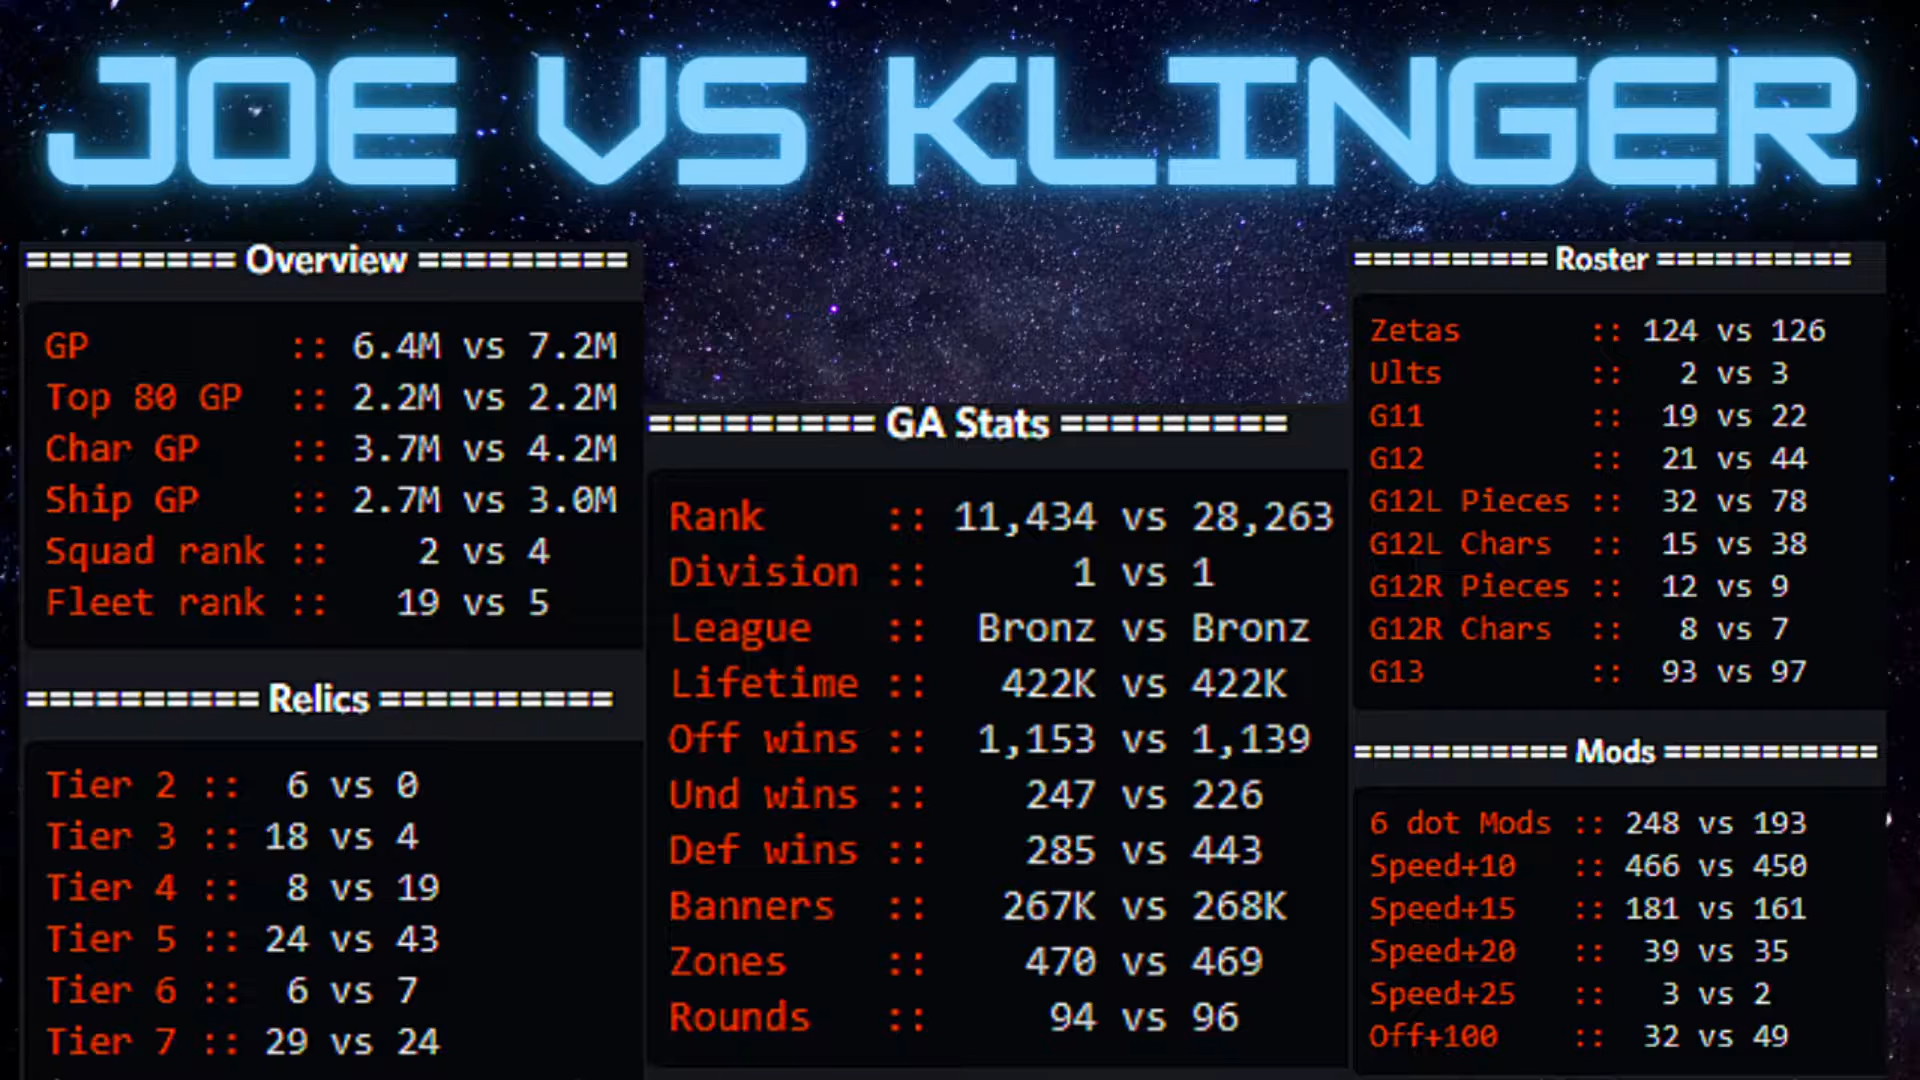 JOE VS KLINGER
========= Overview =========
GP :: 6.4M vs 7.2M
Top 80 GP :: 2.2M vs 2.2M
Char GP :: 3.7M vs 4.2M
Ship GP :: 2.7M vs 3.0M
Squad rank :: 2 vs 4
Fleet rank :: 19 vs 5
========== Relics ==========
Tier 2 :: 6 vs 0
Tier 3 :: 18 vs 4
Tier 4 :: 8 vs 19
Tier 5 :: 24 vs 43
Tier 6 :: 6 vs 7
Tier 7 :: 29 vs 24
========= GA Stats =========
Rank :: 11,434 vs 28,263
Division :: 1 vs 1
League :: Bronz vs Bronz
Lifetime :: 422K vs 422K
Off wins :: 1,153 vs 1,139
Und wins :: 247 vs 226
Def wins :: 285 vs 443
Banners :: 267K vs 268K
Zones :: 470 vs 469
Rounds :: 94 vs 96
========== Roster ==========
Zetas :: 124 vs 126
Ults :: 2 vs 3
G11 :: 19 vs 22
G12 :: 21 vs 44
G12L Pieces :: 32 vs 78
G12L Chars :: 15 vs 38
G12R Pieces :: 12 vs 9
G12R Chars :: 8 vs 7
G13 :: 93 vs 97
=========== Mods ===========
6 dot Mods :: 248 vs 193
Speed+10 :: 466 vs 450
Speed+15 :: 181 vs 161
Speed+20 :: 39 vs 35
Speed+25 :: 3 vs 2
Off+100 :: 32 vs 49